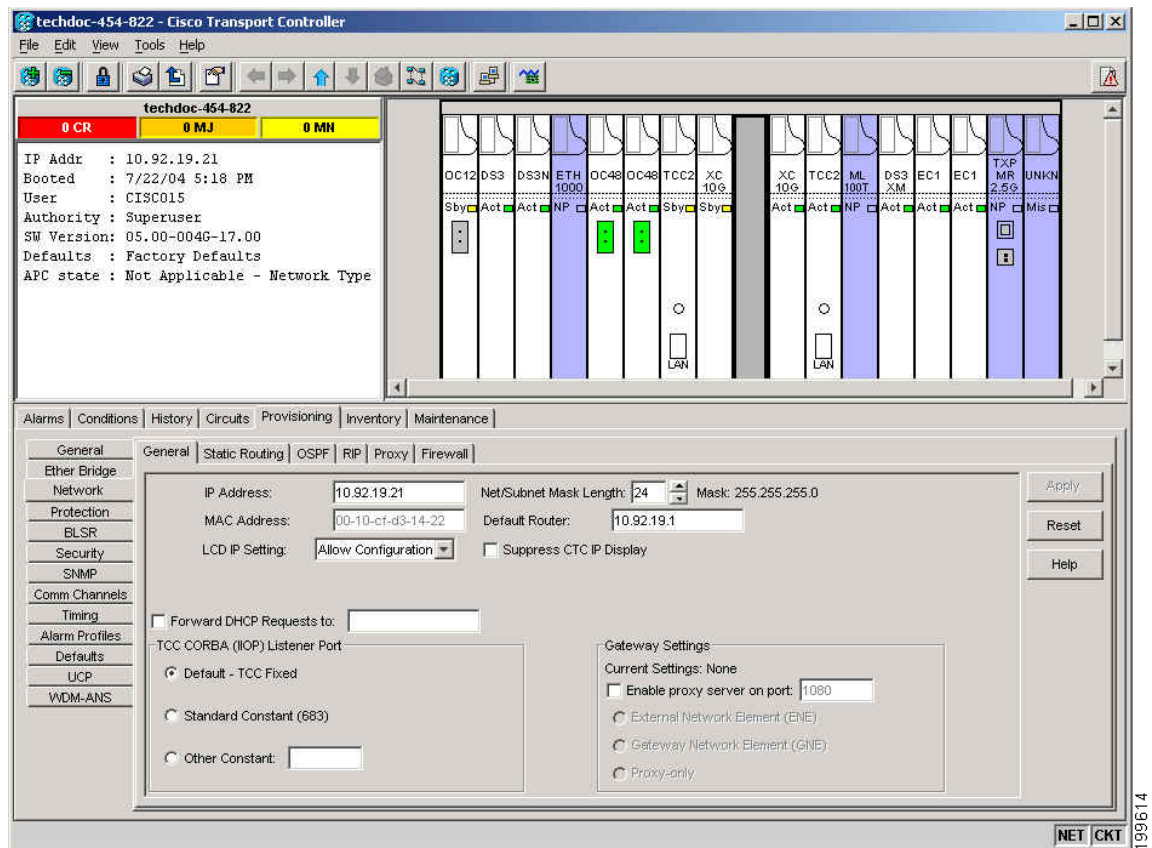 techdoc-454-822 - Cisco Transport Controller
File Edit View Tools Help
techdoc-454-822
0 CR 0 MJ 0 MN
IP Addr : 10.92.19.21
Booted : 7/22/04 5:18 PM
User : CISCO15
Authority : Superuser
SW Version: 05.00-004G-17.00
Defaults : Factory Defaults
APC state : Not Applicable - Network Type
OC12 DS3 DS3N ETH 1000 OC48 OC48 TCC2 XC 10G XC 10G TCC2 ML 100T DS3 XM EC1 EC1 TXP MR 2.5G UNKN
Sby Act Act NP Act Act Sby Sby Act Act NP Act Act Act NP Mis
LAN LAN
Alarms Conditions History Circuits Provisioning Inventory Maintenance
General
Ether Bridge
Network
Protection
BLSR
Security
SNMP
Comm Channels
Timing
Alarm Profiles
Defaults
UCP
WDM-ANS
General Static Routing OSPF RIP Proxy Firewall
IP Address: 10.92.19.21 Net/Subnet Mask Length: 24 Mask: 255.255.255.0
MAC Address: 00-10-cf-d3-14-22 Default Router: 10.92.19.1
LCD IP Setting: Allow Configuration Suppress CTC IP Display
Forward DHCP Requests to:
TCC CORBA (IIOP) Listener Port
Default - TCC Fixed
Standard Constant (683)
Other Constant:
Gateway Settings
Current Settings: None
Enable proxy server on port: 1080
External Network Element (ENE)
Gateway Network Element (GNE)
Proxy-only
Apply
Reset
Help
NET CKT
199614